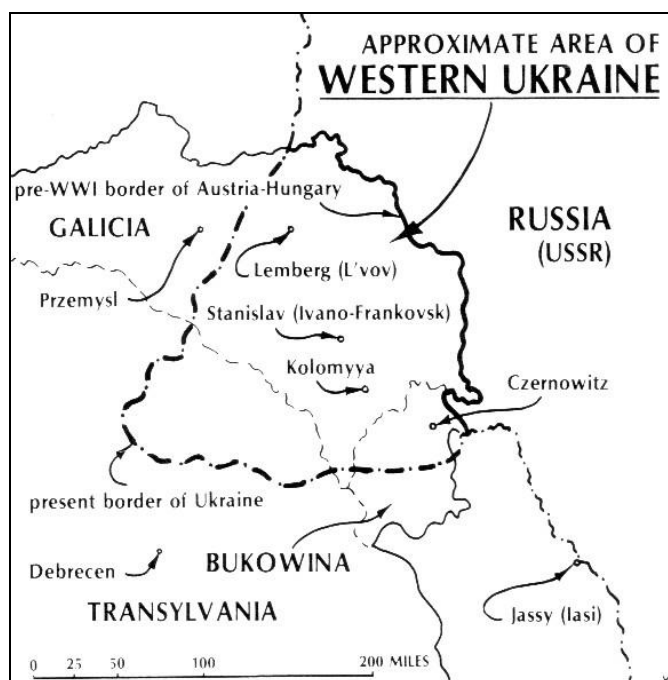 APPROXIMATE AREA OF
WESTERN UKRAINE
pre-WWI border of Austria-Hungary
GALICIA
RUSSIA
(USSR)
Lemberg (L'vov)
Przemysl
Stanislav (Ivano-Frankovsk)
Kolomyya
Czernowitz
present border of Ukraine
BUKOWINA
Debrecen
TRANSYLVANIA
Jassy (Iasi)
0 25 50 100 200 MILES